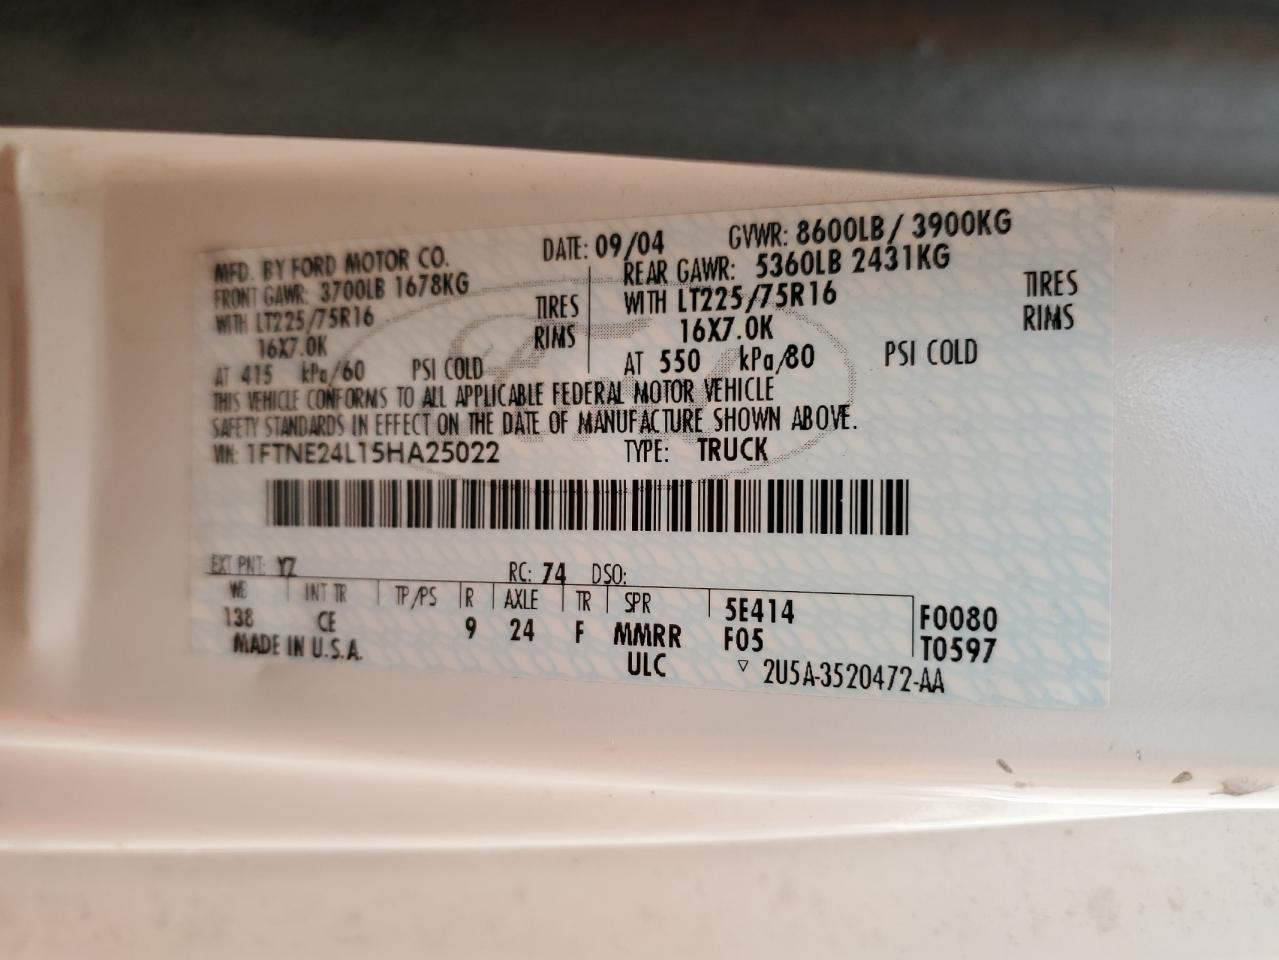 MFD. BY FORD MOTOR CO. DATE: 09/04 GVWR: 8600LB/ 3900KG
FRONT GAWR: 3700LB 1678KG REAR GAWR: 5360LB 2431KG
WITH LT225/75R16 TIRES WITH LT225/75R16 TIRES
16X7.0K RIMS 16X7.0K RIMS
AT 415 kPa/60 PSI COLD AT 550 kPa/80 PSI COLD
THIS VEHICLE CONFORMS TO ALL APPLICABLE FEDERAL MOTOR VEHICLE
SAFETY STANDARDS IN EFFECT ON THE DATE OF MANUFACTURE SHOWN ABOVE.
VIN: 1FTNE24L15HA25022 TYPE: TRUCK
EXT PNT: YZ RC: 74 DSO:
WB INT TR TP/PS R AXLE TR SPR 5E414 F0080
138 CE 9 24 F MMRR F05 T0597
MADE IN U.S.A. ULC ▽ 2U5A-3520472-AA